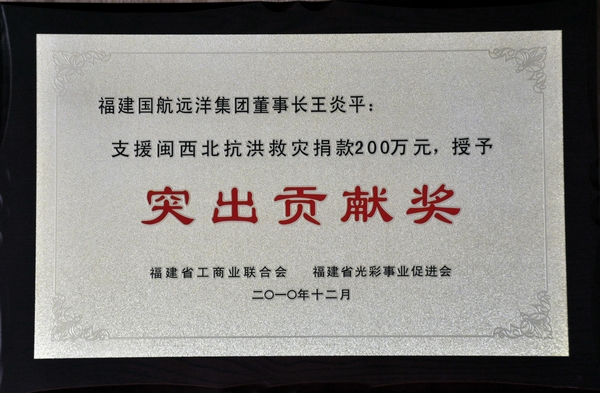 福建国航远洋集团董事长王炎平：
支援闽西北抗洪救灾捐款200万元，授予
突出贡献奖
福建省工商业联合会 福建省光彩事业促进会
二〇一〇年十二月